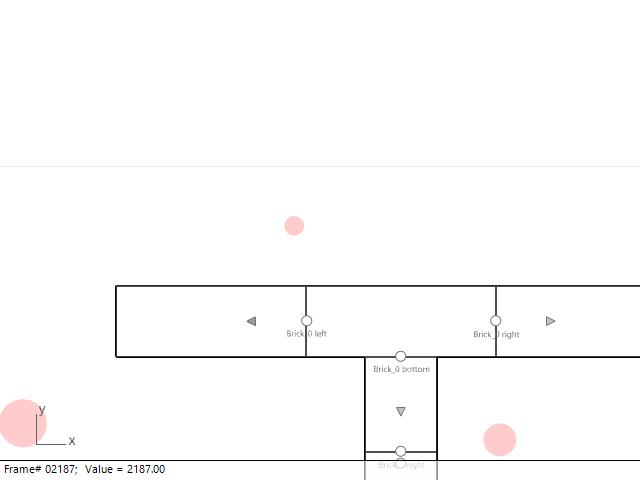 Brick_0 left
Brick_0 right
Brick_0 bottom
y
x
Frame# 02187;  Value = 2187.00